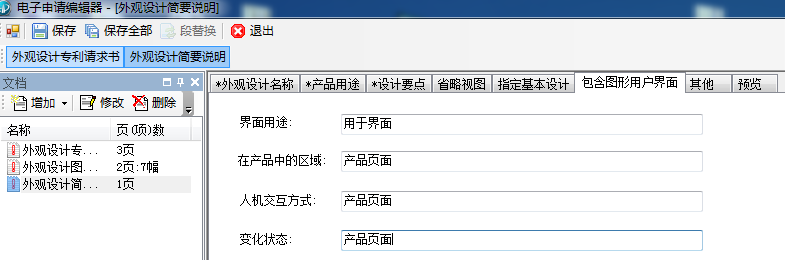 电子申请编辑器 - [外观设计简要说明]
保存 保存全部 段替换 退出
外观设计专利请求书 外观设计简要说明
文档
*外观设计名称 *产品用途 *设计要点 省略视图 指定基本设计 包含图形用户界面 其他 预览
增加 修改 删除
名称 页(项)数
外观设计专... 3页
外观设计图... 2页:7幅
外观设计简... 1页
界面用途: 用于界面
在产品中的区域: 产品页面
人机交互方式: 产品页面
变化状态: 产品页面